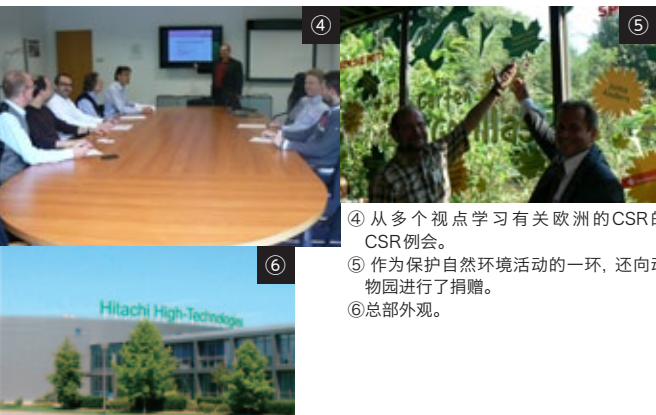 ④
⑤
④ 从多个视点学习有关欧洲的CSR的
CSR例会。
⑤ 作为保护自然环境活动的一环, 还向动
物园进行了捐赠。
⑥总部外观。
⑥
Hitachi High-Technologies